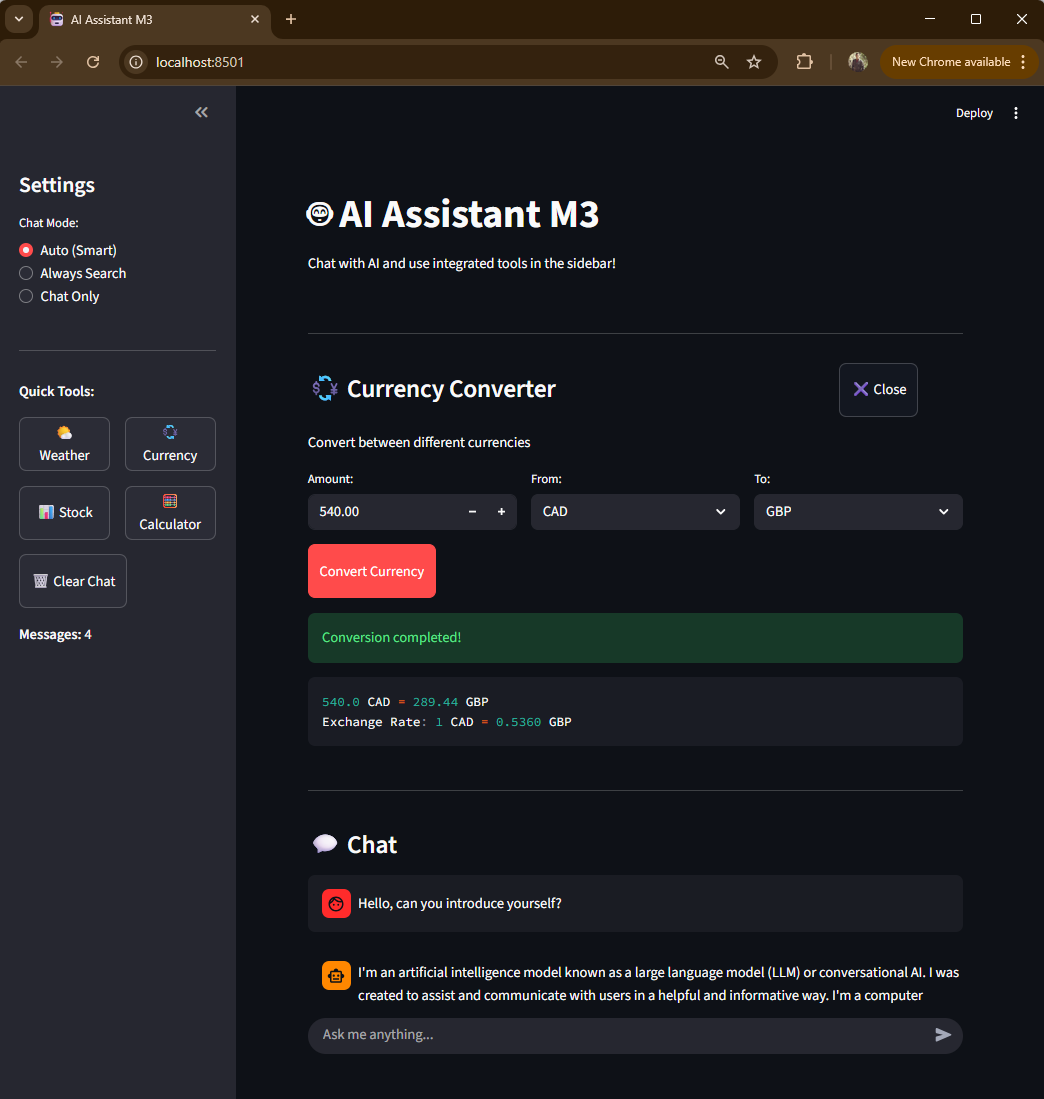 AI Assistant M3
localhost:8501
New Chrome available
Deploy
Settings
Chat Mode:
Auto (Smart)
Always Search
Chat Only
Quick Tools:
Weather
Currency
Stock
Calculator
Clear Chat
Messages: 4
AI Assistant M3
Chat with AI and use integrated tools in the sidebar!
Currency Converter
Close
Convert between different currencies
Amount:
From:
To:
540.00
CAD
GBP
Convert Currency
Conversion completed!
540.0 CAD = 289.44 GBP
Exchange Rate: 1 CAD = 0.5360 GBP
Chat
Hello, can you introduce yourself?
I'm an artificial intelligence model known as a large language model (LLM) or conversational AI. I was
created to assist and communicate with users in a helpful and informative way. I'm a computer
Ask me anything...